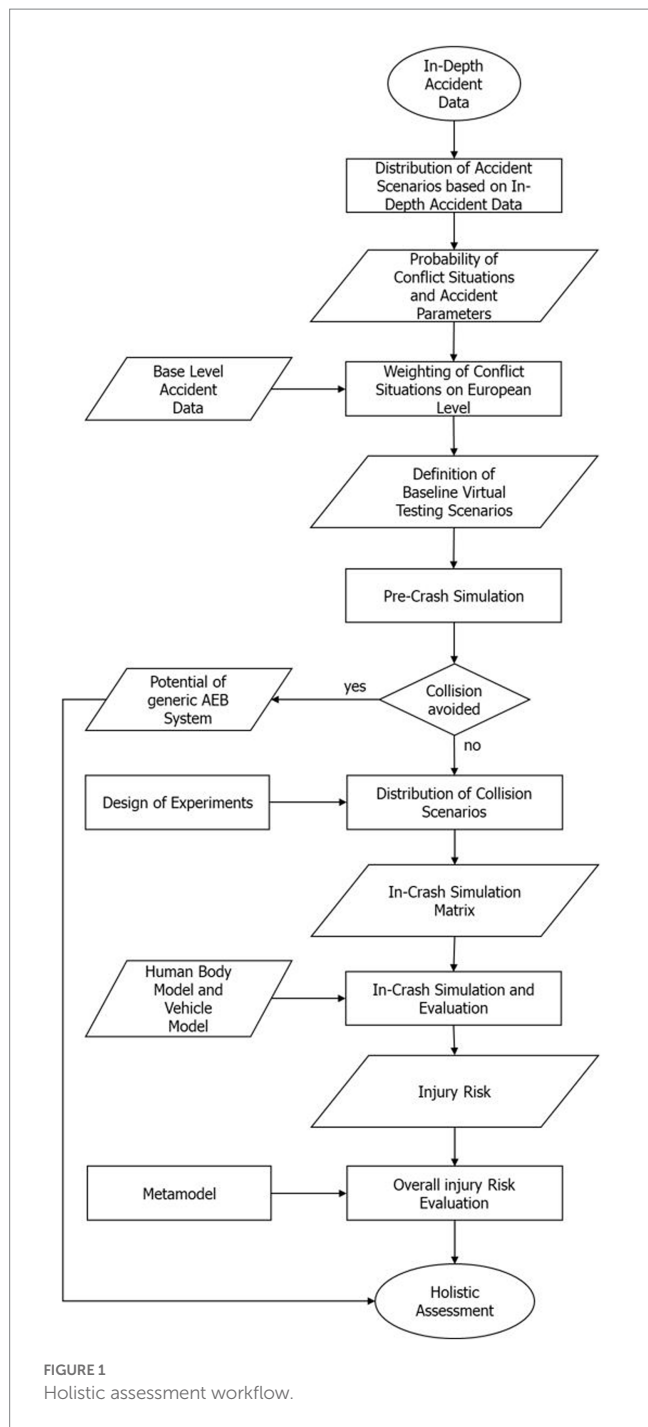 In-Depth
Accident
Data
Distribution of Accident
Scenarios based on In-
Depth Accident Data
Probability of
Conflict Situations
and Accident
Parameters
Base Level
Accident
Data
Weighting of Conflict
Situations on European
Level
Definition of
Baseline Virtual
Testing Scenarios
Pre-Crash Simulation
Potential of
generic AEB
System
yes
Collision
avoided
no
Design of Experiments
Distribution of Collision
Scenarios
In-Crash Simulation
Matrix
Human Body
Model and
Vehicle
Model
In-Crash Simulation and
Evaluation
Injury Risk
Metamodel
Overall injury Risk
Evaluation
Holistic
Assessment
FIGURE 1
Holistic assessment workflow.